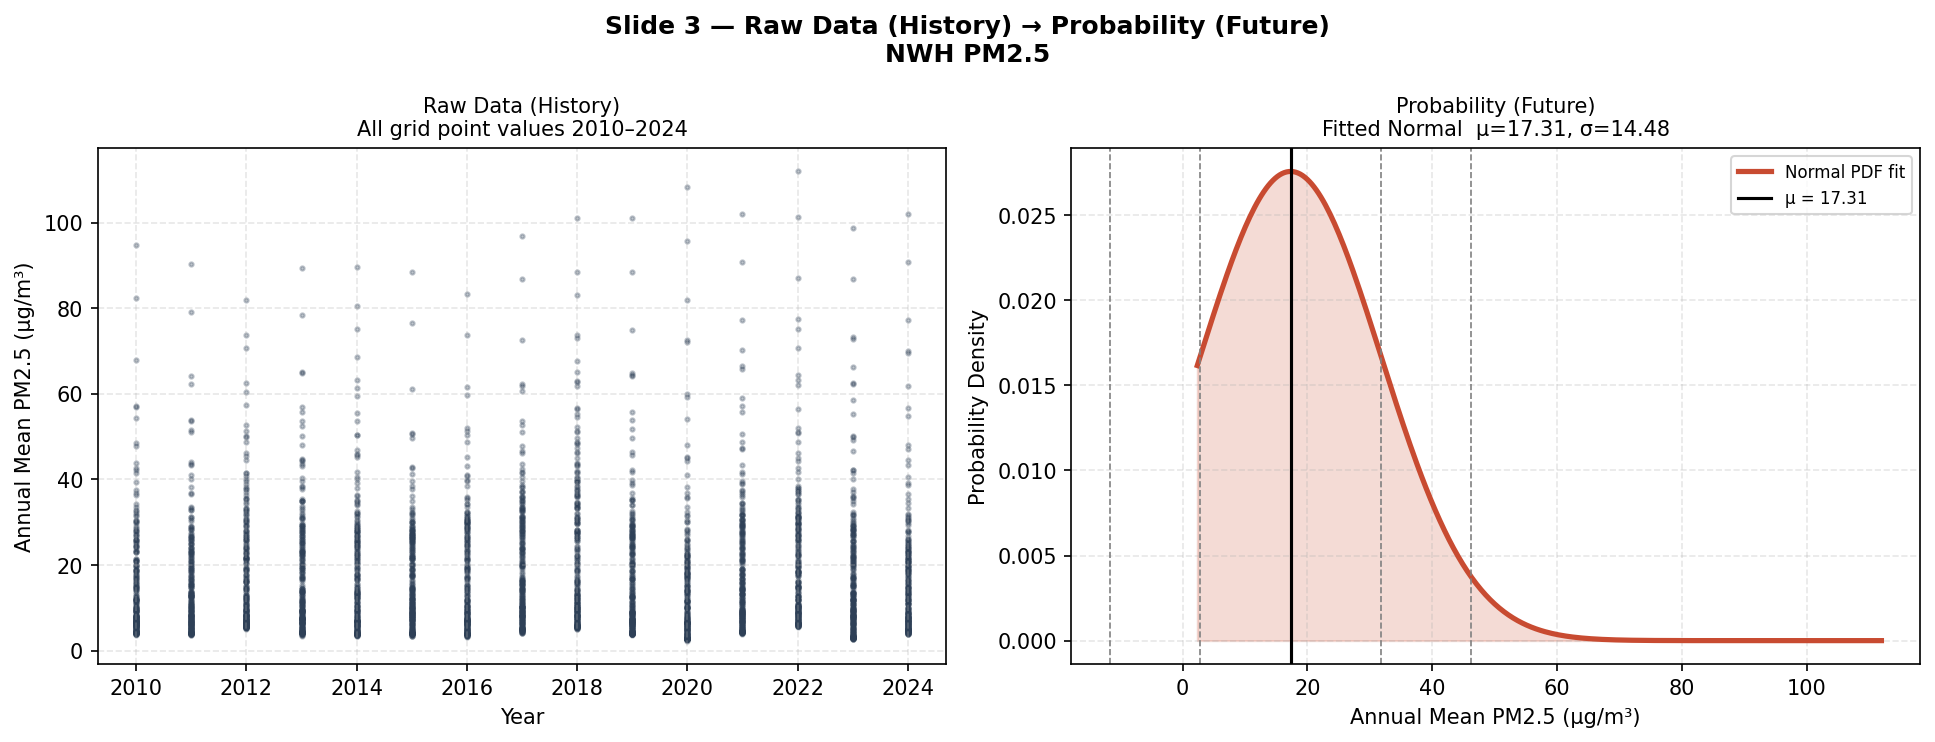 Slide 3 — Raw Data (History) → Probability (Future)
NWH PM2.5
Raw Data (History)
All grid point values 2010–2024
Annual Mean PM2.5 (µg/m³)
100
80
60
40
20
0
2010 2012 2014 2016 2018 2020 2022 2024
Year
Probability (Future)
Fitted Normal μ=17.31, σ=14.48
Normal PDF fit
μ = 17.31
Probability Density
0.025
0.020
0.015
0.010
0.005
0.000
0 20 40 60 80 100
Annual Mean PM2.5 (µg/m³)